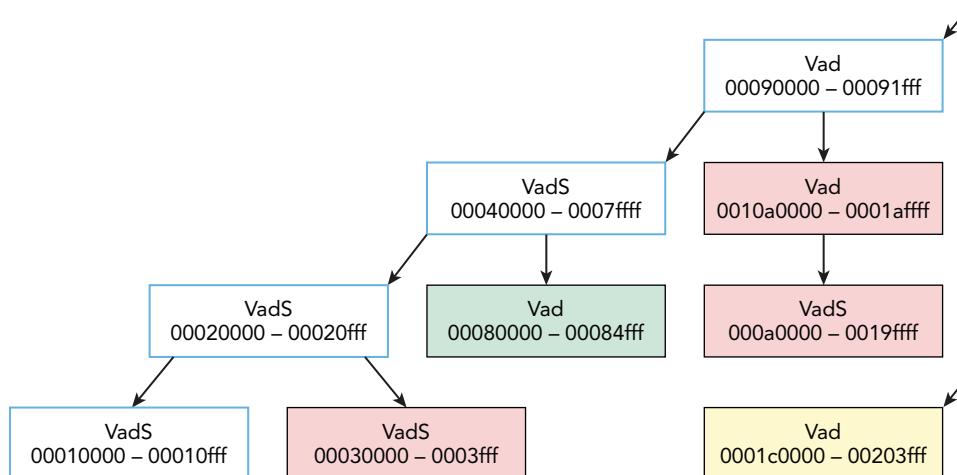 Vad
00090000 – 00091fff
VadS
00040000 – 0007ffff
Vad
0010a0000 – 0001affff
VadS
00020000 – 00020fff
Vad
00080000 – 00084fff
VadS
000a0000 – 0019ffff
VadS
00010000 – 00010fff
VadS
00030000 – 0003fff
Vad
0001c0000 – 00203fff